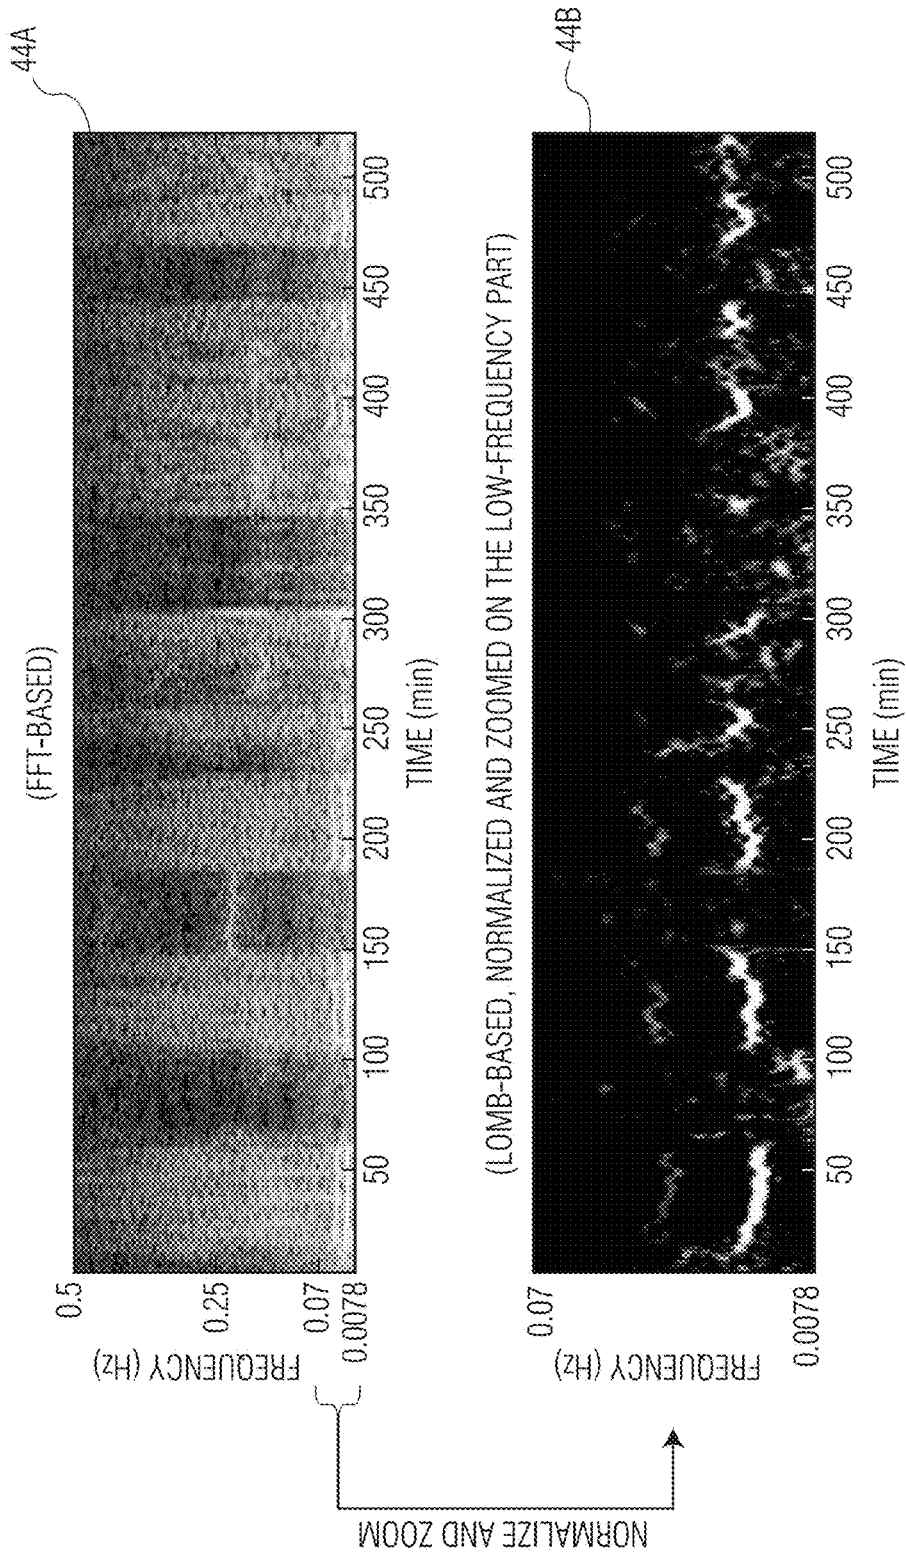 (FFT-BASED)
44A
FREQUENCY (Hz)
0.5
0.25
0.07
0.0078
50
100
150
200
250
300
350
400
450
500
TIME (min)
NORMALIZE AND ZOOM
(LOMB-BASED, NORMALIZED AND ZOOMED ON THE LOW-FREQUENCY PART)
44B
FREQUENCY (Hz)
0.07
0.0078
50
100
150
200
250
300
350
400
450
500
TIME (min)